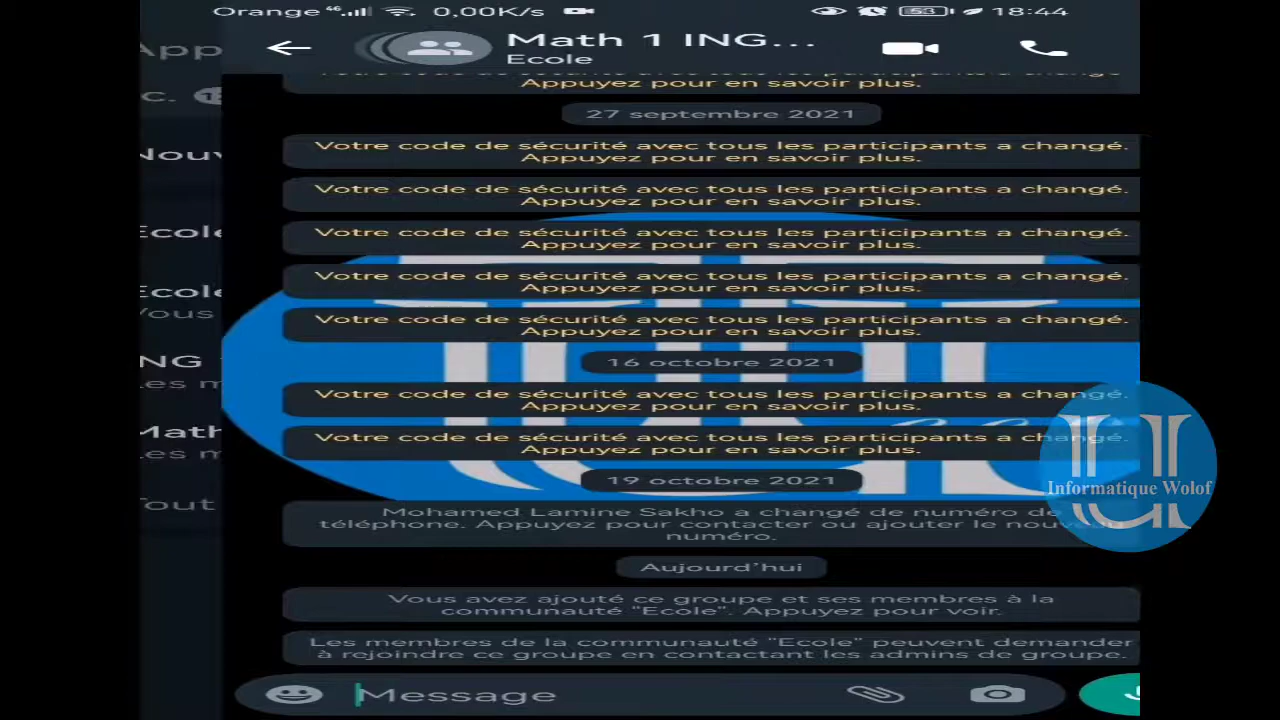 Orange 4G 0,00K/s 53 18:44
Math 1 ING...
Ecole
Appuyez pour en savoir plus.
27 septembre 2021
Votre code de sécurité avec tous les participants a changé.
Appuyez pour en savoir plus.
Votre code de sécurité avec tous les participants a changé.
Appuyez pour en savoir plus.
Votre code de sécurité avec tous les participants a changé.
Appuyez pour en savoir plus.
Votre code de sécurité avec tous les participants a changé.
Appuyez pour en savoir plus.
Votre code de sécurité avec tous les participants a changé.
Appuyez pour en savoir plus.
16 octobre 2021
Votre code de sécurité avec tous les participants a changé.
Appuyez pour en savoir plus.
Votre code de sécurité avec tous les participants a changé.
Appuyez pour en savoir plus.
19 octobre 2021
Mohamed Lamine Sakho a changé de numéro de
téléphone. Appuyez pour contacter ou ajouter le nouveau
numéro.
Aujourd'hui
Vous avez ajouté ce groupe et ses membres à la
communauté "Ecole". Appuyez pour voir.
Les membres de la communauté "Ecole" peuvent demander
à rejoindre ce groupe en contactant les admins de groupe.
Message
Informatique Wolof
Vous
Les
Math
Les
Tout